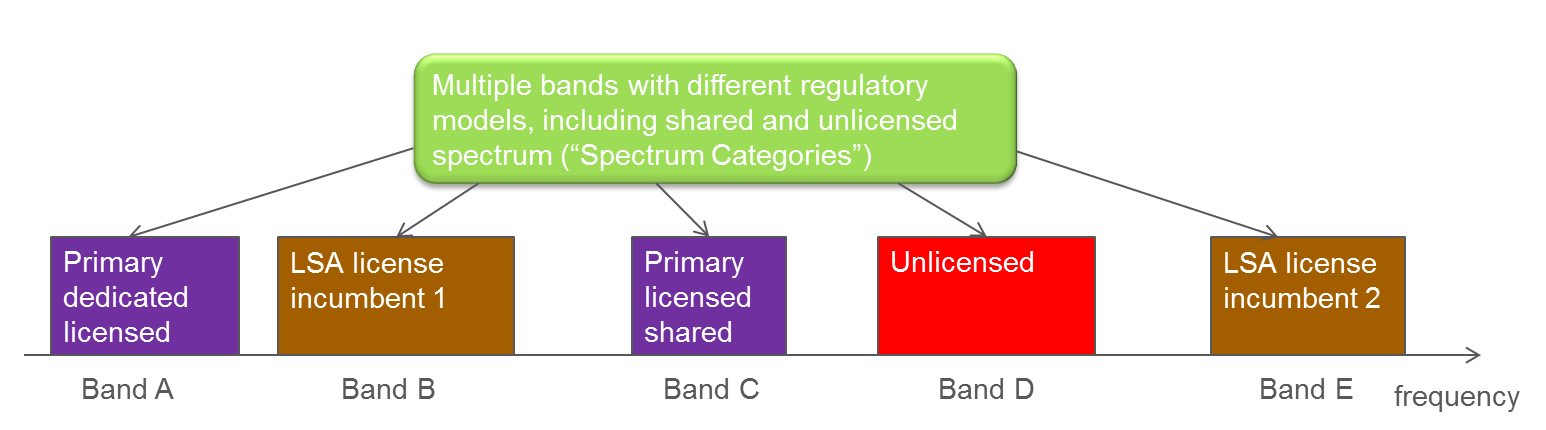 Multiple bands with different regulatory
models, including shared and unlicensed
spectrum (“Spectrum Categories”)
Primary
dedicated
licensed
LSA license
incumbent 1
Primary
licensed
shared
Unlicensed
LSA license
incumbent 2
Band A
Band B
Band C
Band D
Band E
frequency